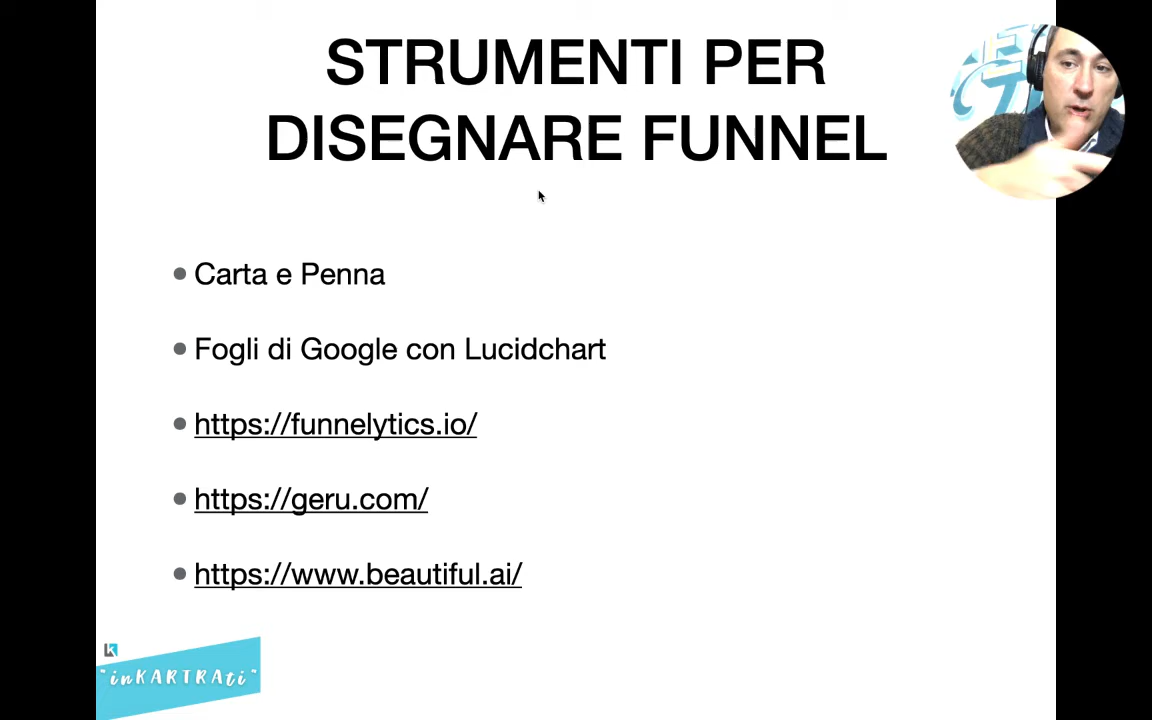 STRUMENTI PER
DISEGNARE FUNNEL
Carta e Penna
Fogli di Google con Lucidchart
https://funnelytics.io/
https://geru.com/
https://www.beautiful.ai/
"inKARTRAti"